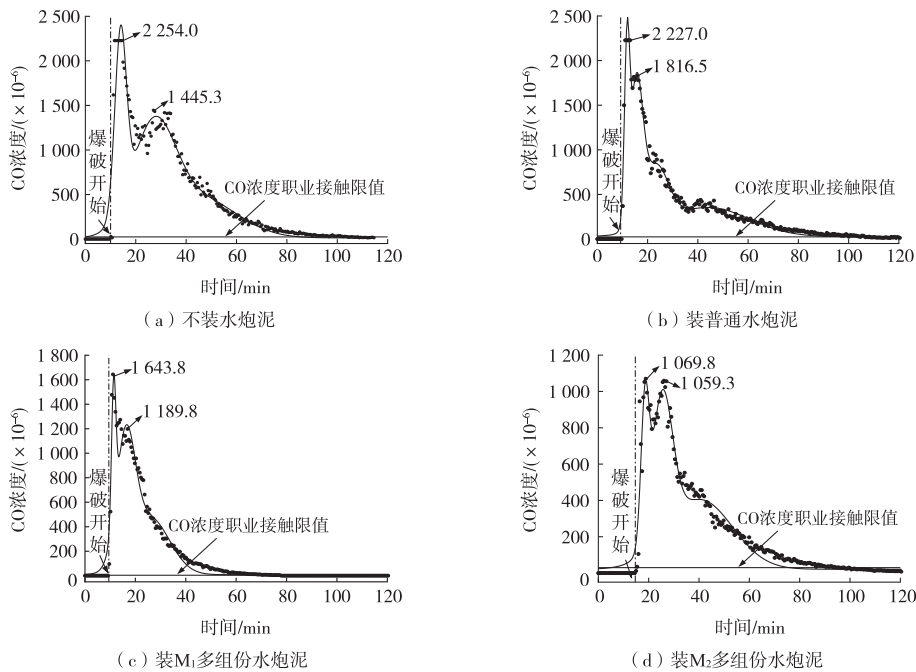 2 500
2 000
1 500
1 000
500
0
CO浓度/(×10⁻⁶)
爆破开始
2 254.0
1 445.3
CO浓度职业接触限值
0 20 40 60 80 100 120
时间/min
(a)不装水炮泥
2 500
2 000
1 500
1 000
500
0
CO浓度/(×10⁻⁶)
爆破开始
2 227.0
1 816.5
CO浓度职业接触限值
0 20 40 60 80 100 120
时间/min
(b)装普通水炮泥
1 800
1 600
1 400
1 200
1 000
800
600
400
200
0
CO浓度/(×10⁻⁶)
爆破开始
1 643.8
1 189.8
CO浓度职业接触限值
0 20 40 60 80 100 120
时间/min
(c)装M₁多组份水炮泥
1 200
1 000
800
600
400
200
0
CO浓度/(×10⁻⁶)
爆破开始
1 069.8
1 059.3
CO浓度职业接触限值
0 20 40 60 80 100 120
时间/min
(d)装M₂多组份水炮泥